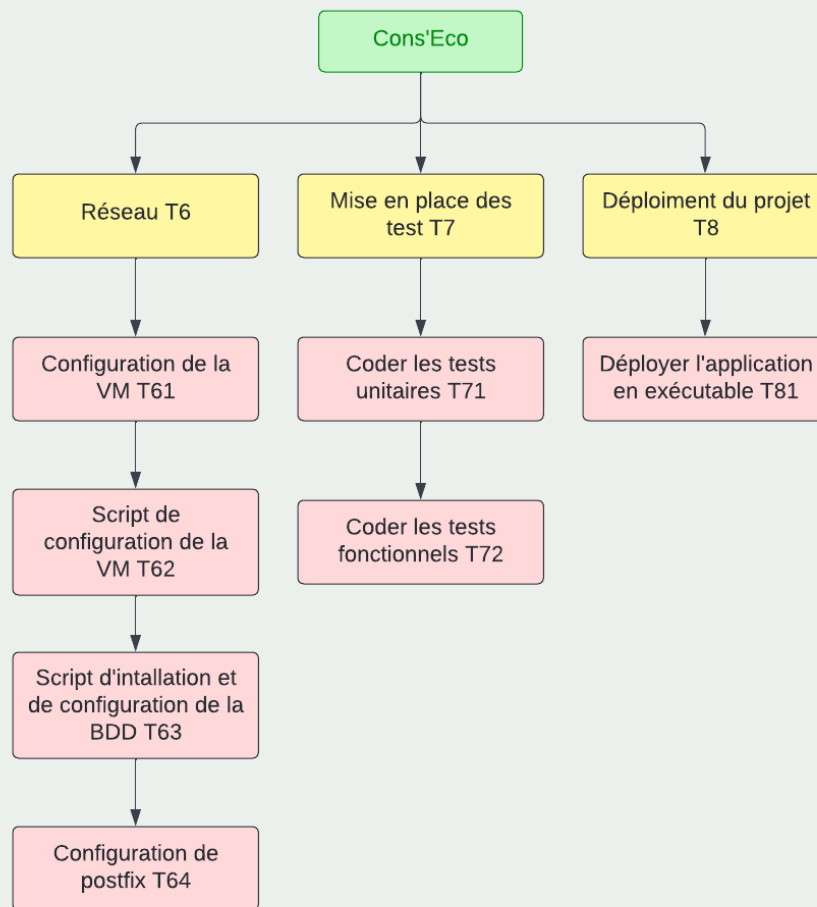 Cons'Eco
Réseau T6
Mise en place des
test T7
Déploiment du projet
T8
Configuration de la
VM T61
Coder les tests
unitaires T71
Déployer l'application
en exécutable T81
Script de
configuration de la
VM T62
Coder les tests
fonctionnels T72
Script d'intallation et
de configuration de la
BDD T63
Configuration de
postfix T64